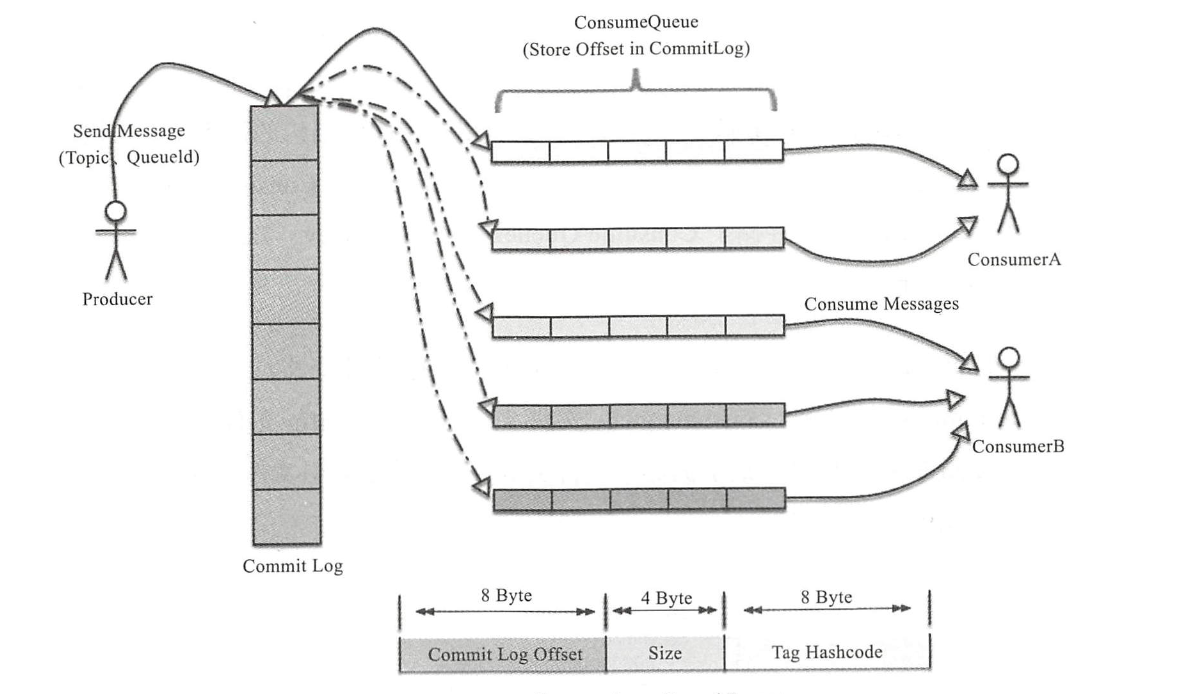 ConsumeQueue
(Store Offset in CommitLog)
Send Message
(Topic、QueueId)
Producer
Commit Log
ConsumerA
Consume Messages
ConsumerB
8 Byte
4 Byte
8 Byte
Commit Log Offset
Size
Tag Hashcode